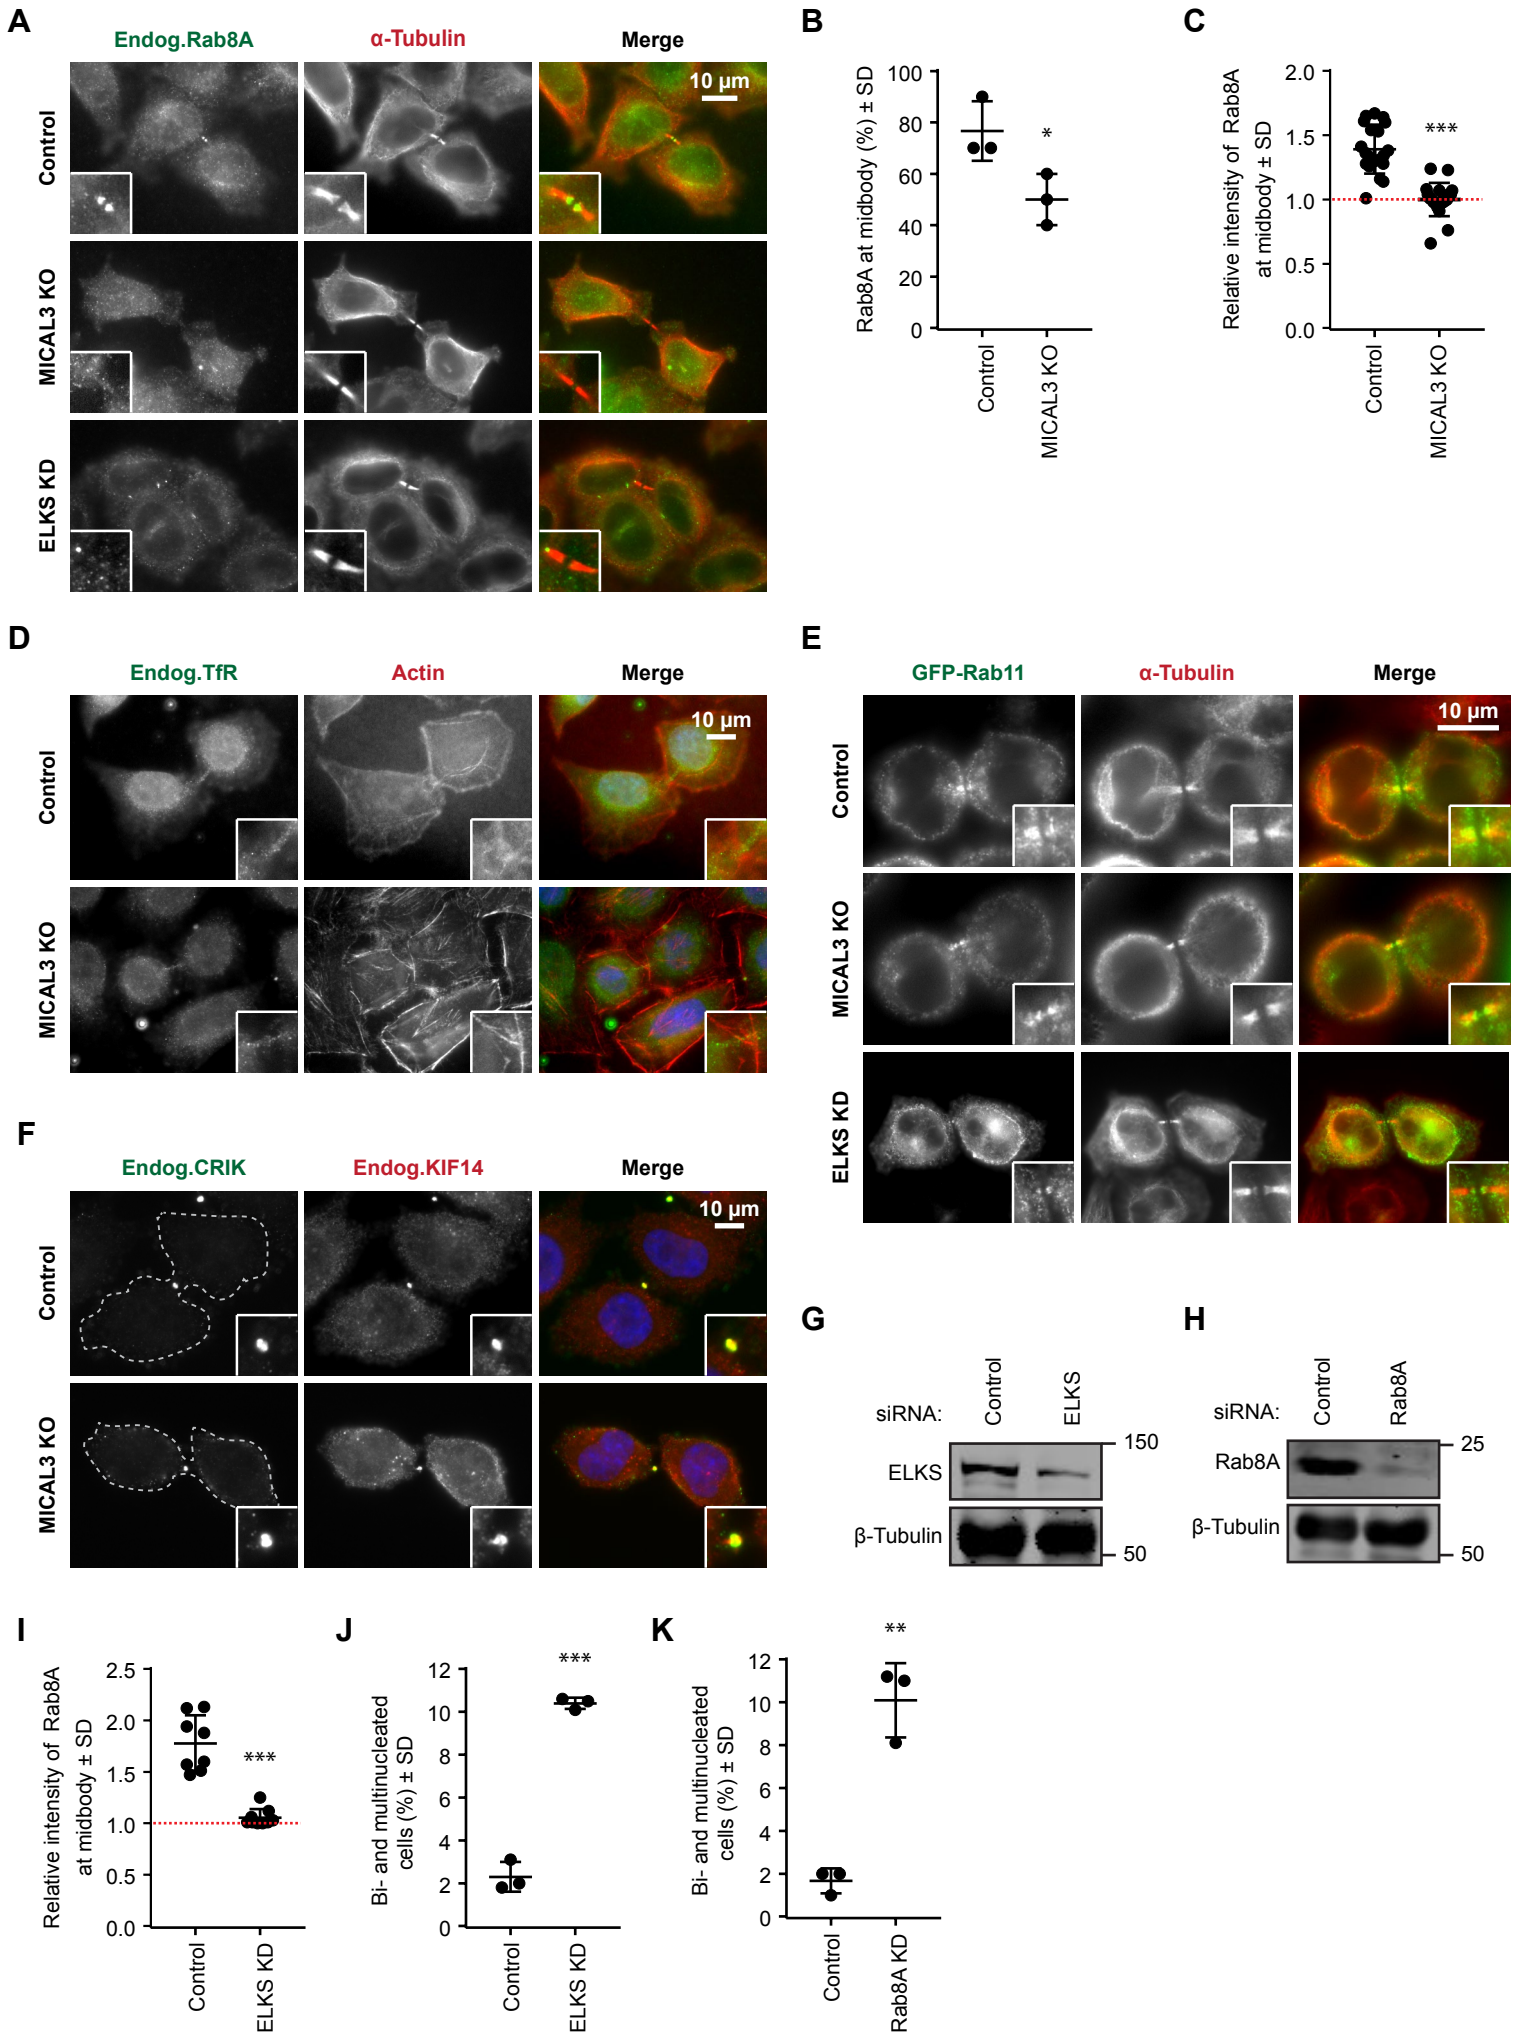 A
Endog.Rab8A
α-Tubulin
Merge
10 µm
Control
MICAL3 KO
ELKS KD
B
Rab8A at midbody (%) ± SD
100
80
60
40
20
0
*
Control
MICAL3 KO
C
Relative intensity of Rab8A
at midbody ± SD
2.0
1.5
1.0
0.5
0.0
***
Control
MICAL3 KO
D
Endog.TfR
Actin
Merge
10 µm
Control
MICAL3 KO
E
GFP-Rab11
α-Tubulin
Merge
10 µm
Control
MICAL3 KO
ELKS KD
F
Endog.CRIK
Endog.KIF14
Merge
10 µm
Control
MICAL3 KO
G
siRNA:
Control
ELKS
ELKS
150
β-Tubulin
50
H
siRNA:
Control
Rab8A
Rab8A
25
β-Tubulin
50
I
Relative intensity of Rab8A
at midbody ± SD
2.5
2.0
1.5
1.0
0.5
0.0
***
Control
ELKS KD
J
Bi- and multinucleated
cells (%) ± SD
12
10
8
6
4
2
0
***
Control
ELKS KD
K
Bi- and multinucleated
cells (%) ± SD
12
10
8
6
4
2
0
**
Control
Rab8A KD